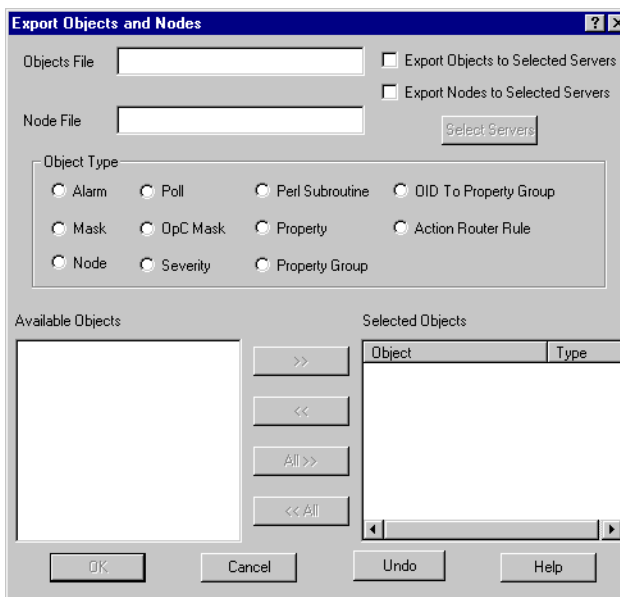 Export Objects and Nodes
Objects File
Export Objects to Selected Servers
Export Nodes to Selected Servers
Node File
Select Servers
Object Type
Alarm Poll Perl Subroutine OID To Property Group
Mask OpC Mask Property Action Router Rule
Node Severity Property Group
Available Objects Selected Objects
Object Type
>>
<<
All >>
<< All
OK Cancel Undo Help